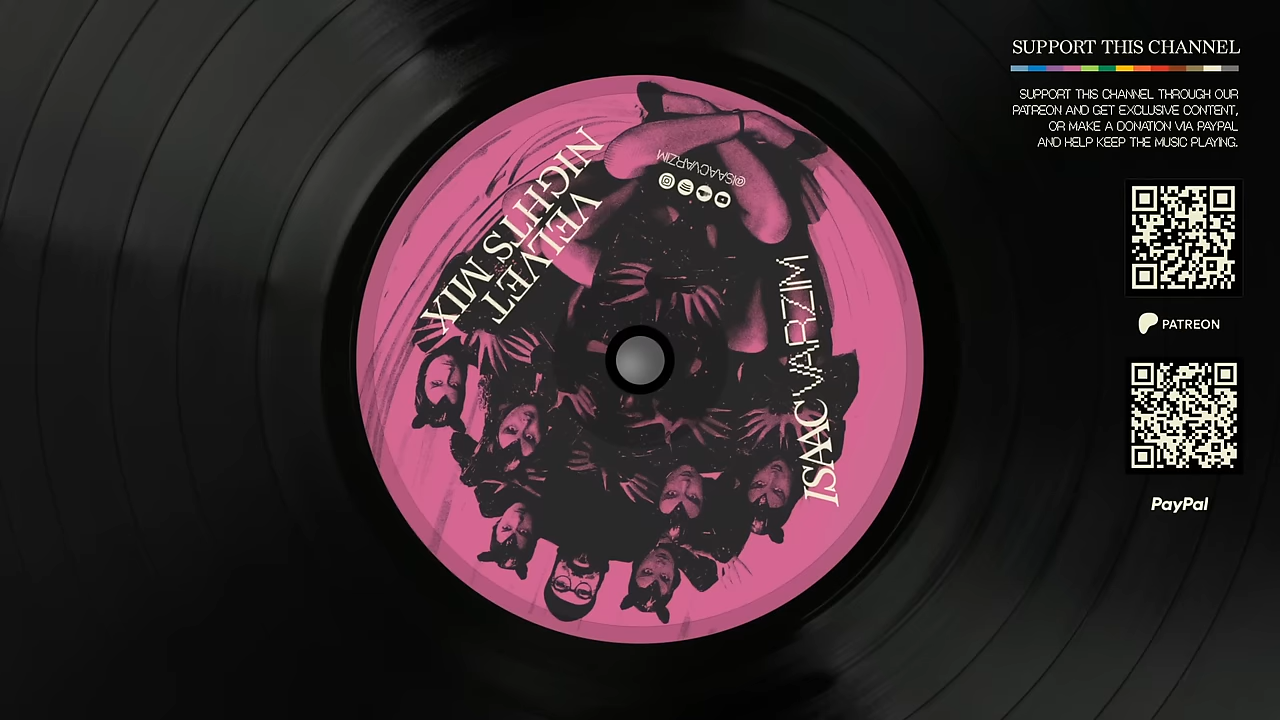 VELVET
NIGHTS MIX
@ISAACVARZIM
ISAAC VARZIM
SUPPORT THIS CHANNEL
SUPPORT THIS CHANNEL THROUGH OUR
PATREON AND GET EXCLUSIVE CONTENT,
OR MAKE A DONATION VIA PAYPAL
AND HELP KEEP THE MUSIC PLAYING.
PATREON
PayPal